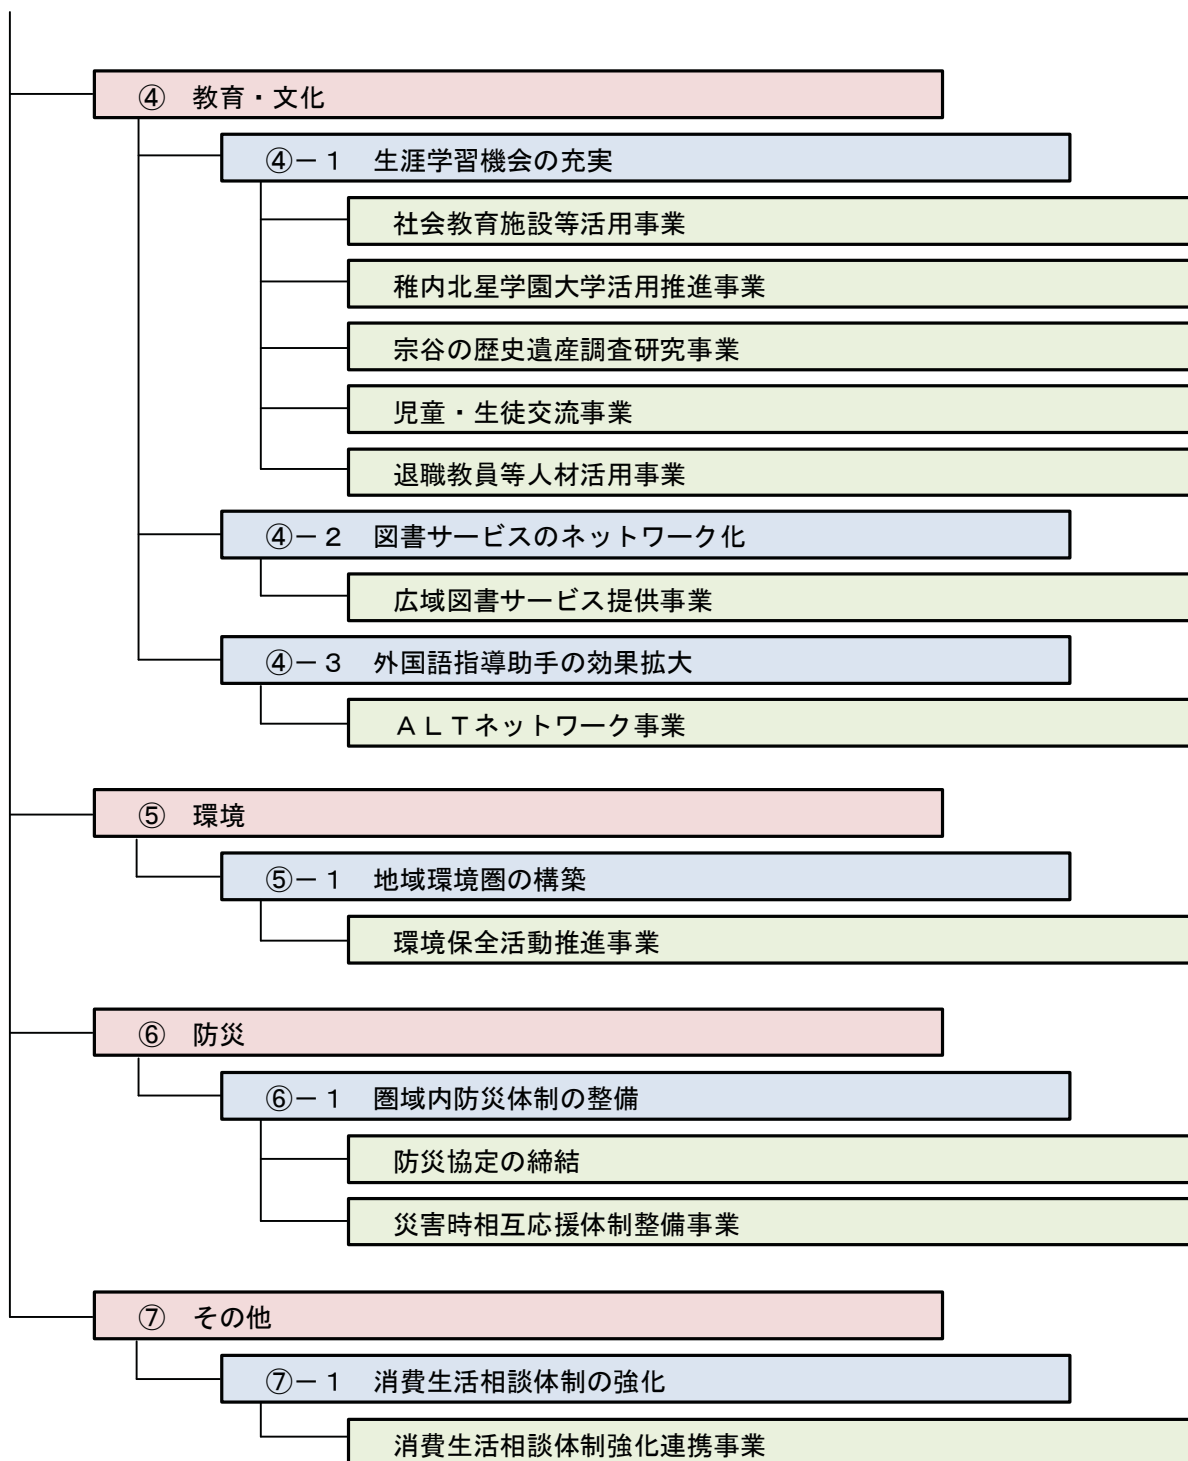 ④ 教育・文化
④－１ 生涯学習機会の充実
社会教育施設等活用事業
稚内北星学園大学活用推進事業
宗谷の歴史遺産調査研究事業
児童・生徒交流事業
退職教員等人材活用事業
④－２ 図書サービスのネットワーク化
広域図書サービス提供事業
④－３ 外国語指導助手の効果拡大
ＡＬＴネットワーク事業
⑤ 環境
⑤－１ 地域環境圏の構築
環境保全活動推進事業
⑥ 防災
⑥－１ 圏域内防災体制の整備
防災協定の締結
災害時相互応援体制整備事業
⑦ その他
⑦－１ 消費生活相談体制の強化
消費生活相談体制強化連携事業